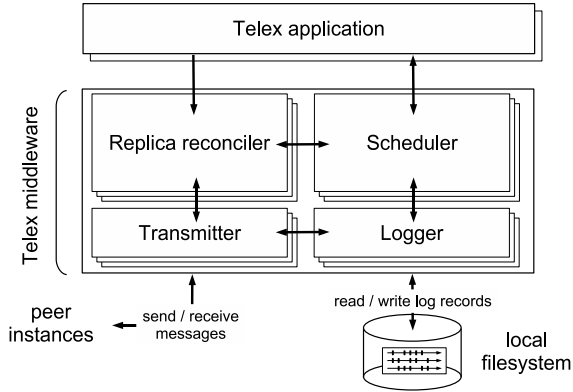 Telex application
Telex middleware
Replica reconciler
Scheduler
Transmitter
Logger
peer
instances
send / receive
messages
read / write log records
local
filesystem